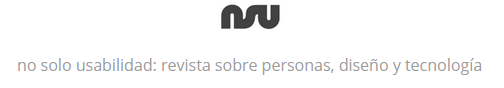 nsu
no solo usabilidad: revista sobre personas, diseño y tecnología